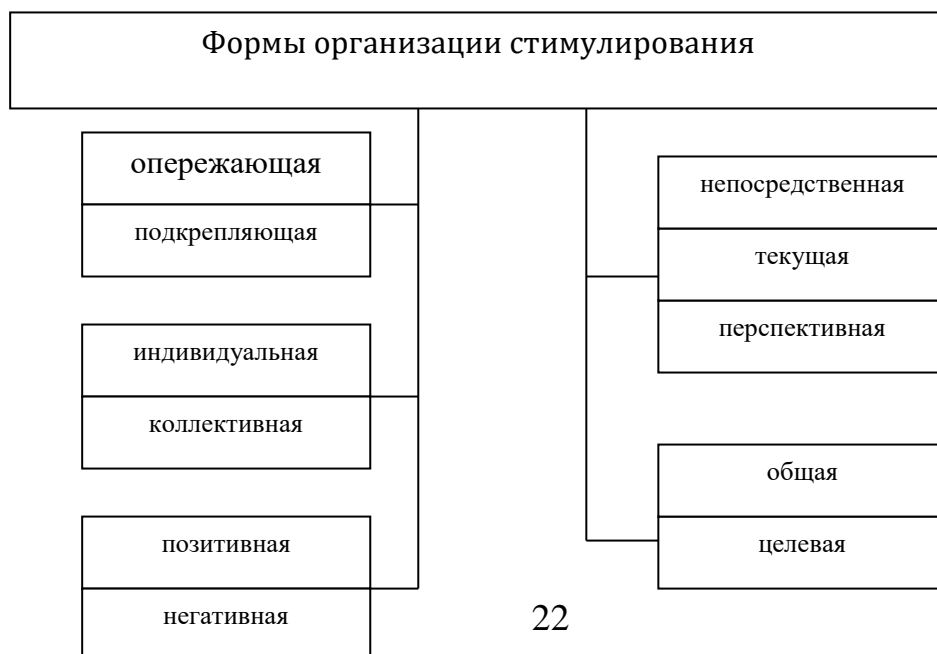 Формы организации стимулирования
опережающая
подкрепляющая
индивидуальная
коллективная
позитивная
негативная
непосредственная
текущая
перспективная
общая
целевая
22